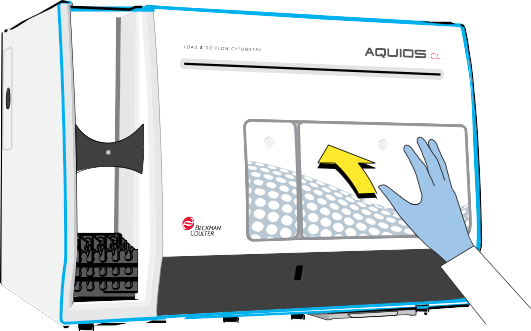 LOAD & GO FLOW CYTOMETRY
AQUIOS CL
BECKMAN
COULTER